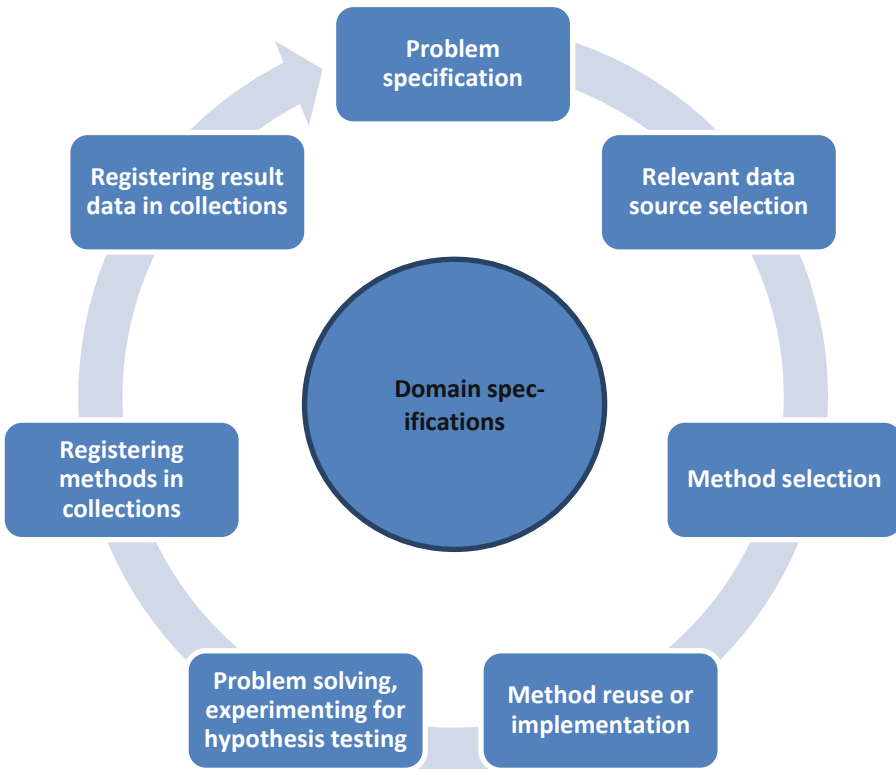 Problem
specification
Relevant data
source selection
Method selection
Method reuse or
implementation
Problem solving,
experimenting for
hypothesis testing
Registering
methods in
collections
Registering result
data in collections
Domain spec-
ifications